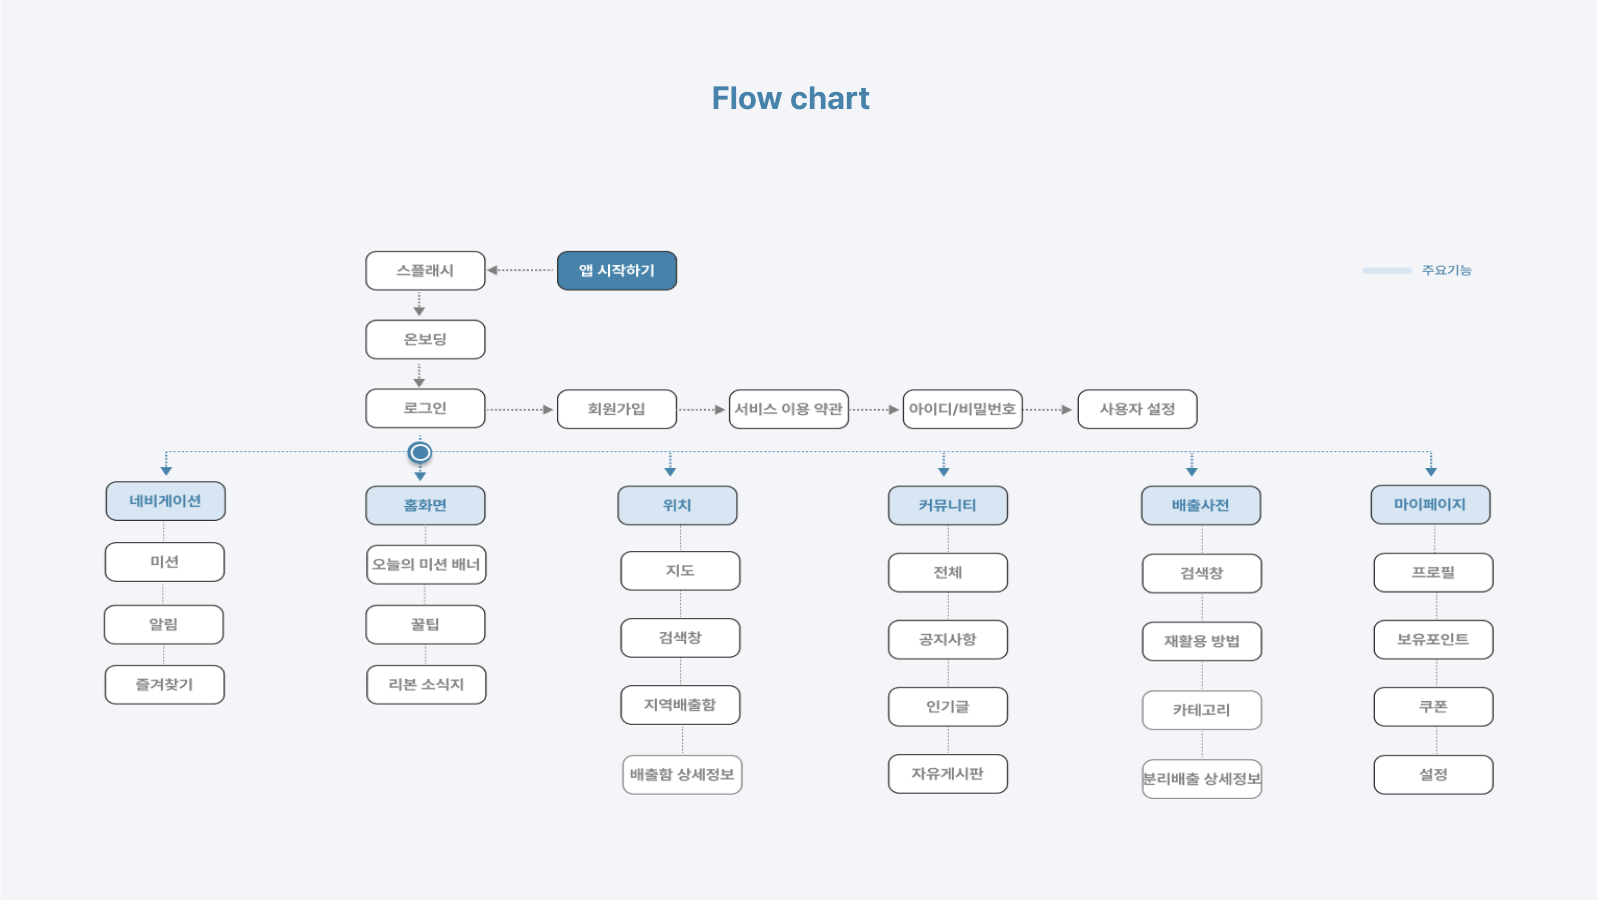 Flow chart
스플래시
앱 시작하기
주요기능
온보딩
로그인
회원가입
서비스 이용 약관
아이디/비밀번호
사용자 설정
네비게이션
미션
알림
즐겨찾기
홈화면
오늘의 미션 배너
꿀팁
리본 소식지
위치
지도
검색창
지역배출함
배출함 상세정보
커뮤니티
전체
공지사항
인기글
자유게시판
배출사전
검색창
재활용 방법
카테고리
분리배출 상세정보
마이페이지
프로필
보유포인트
쿠폰
설정